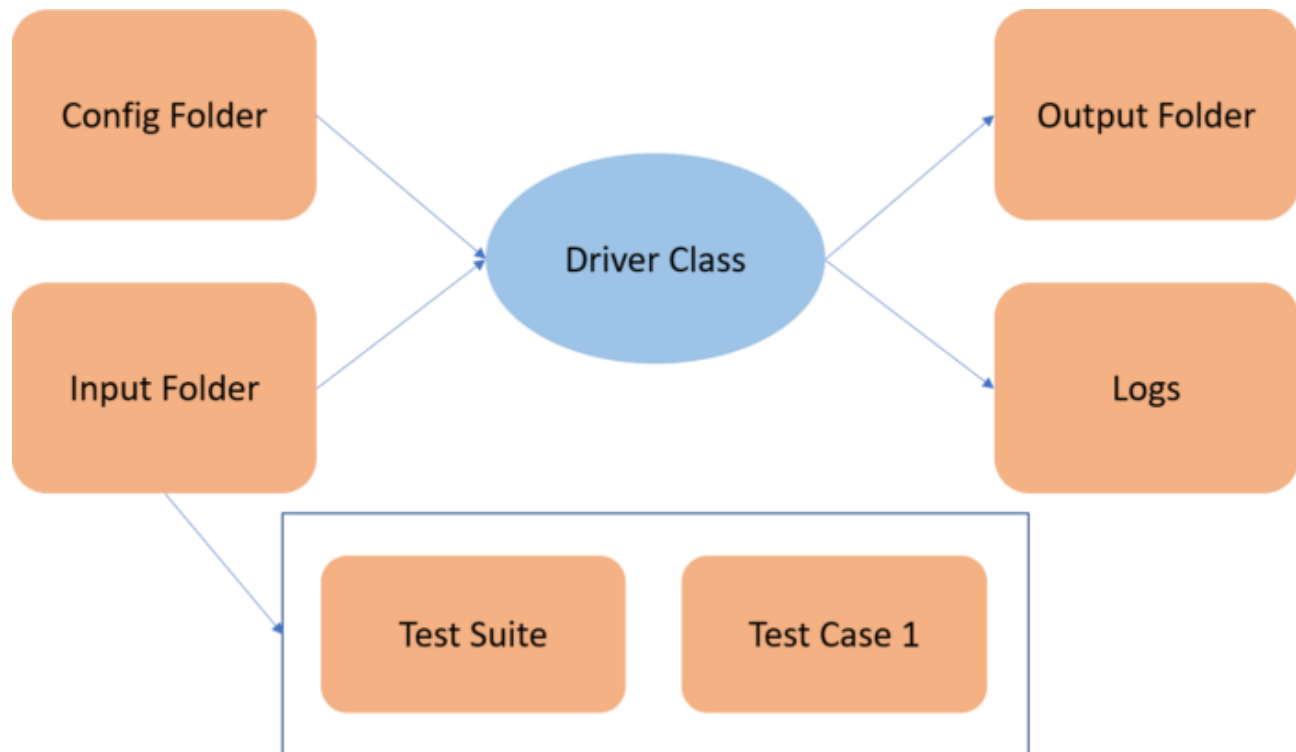 Config Folder
Output Folder
Driver Class
Input Folder
Logs
Test Suite
Test Case 1